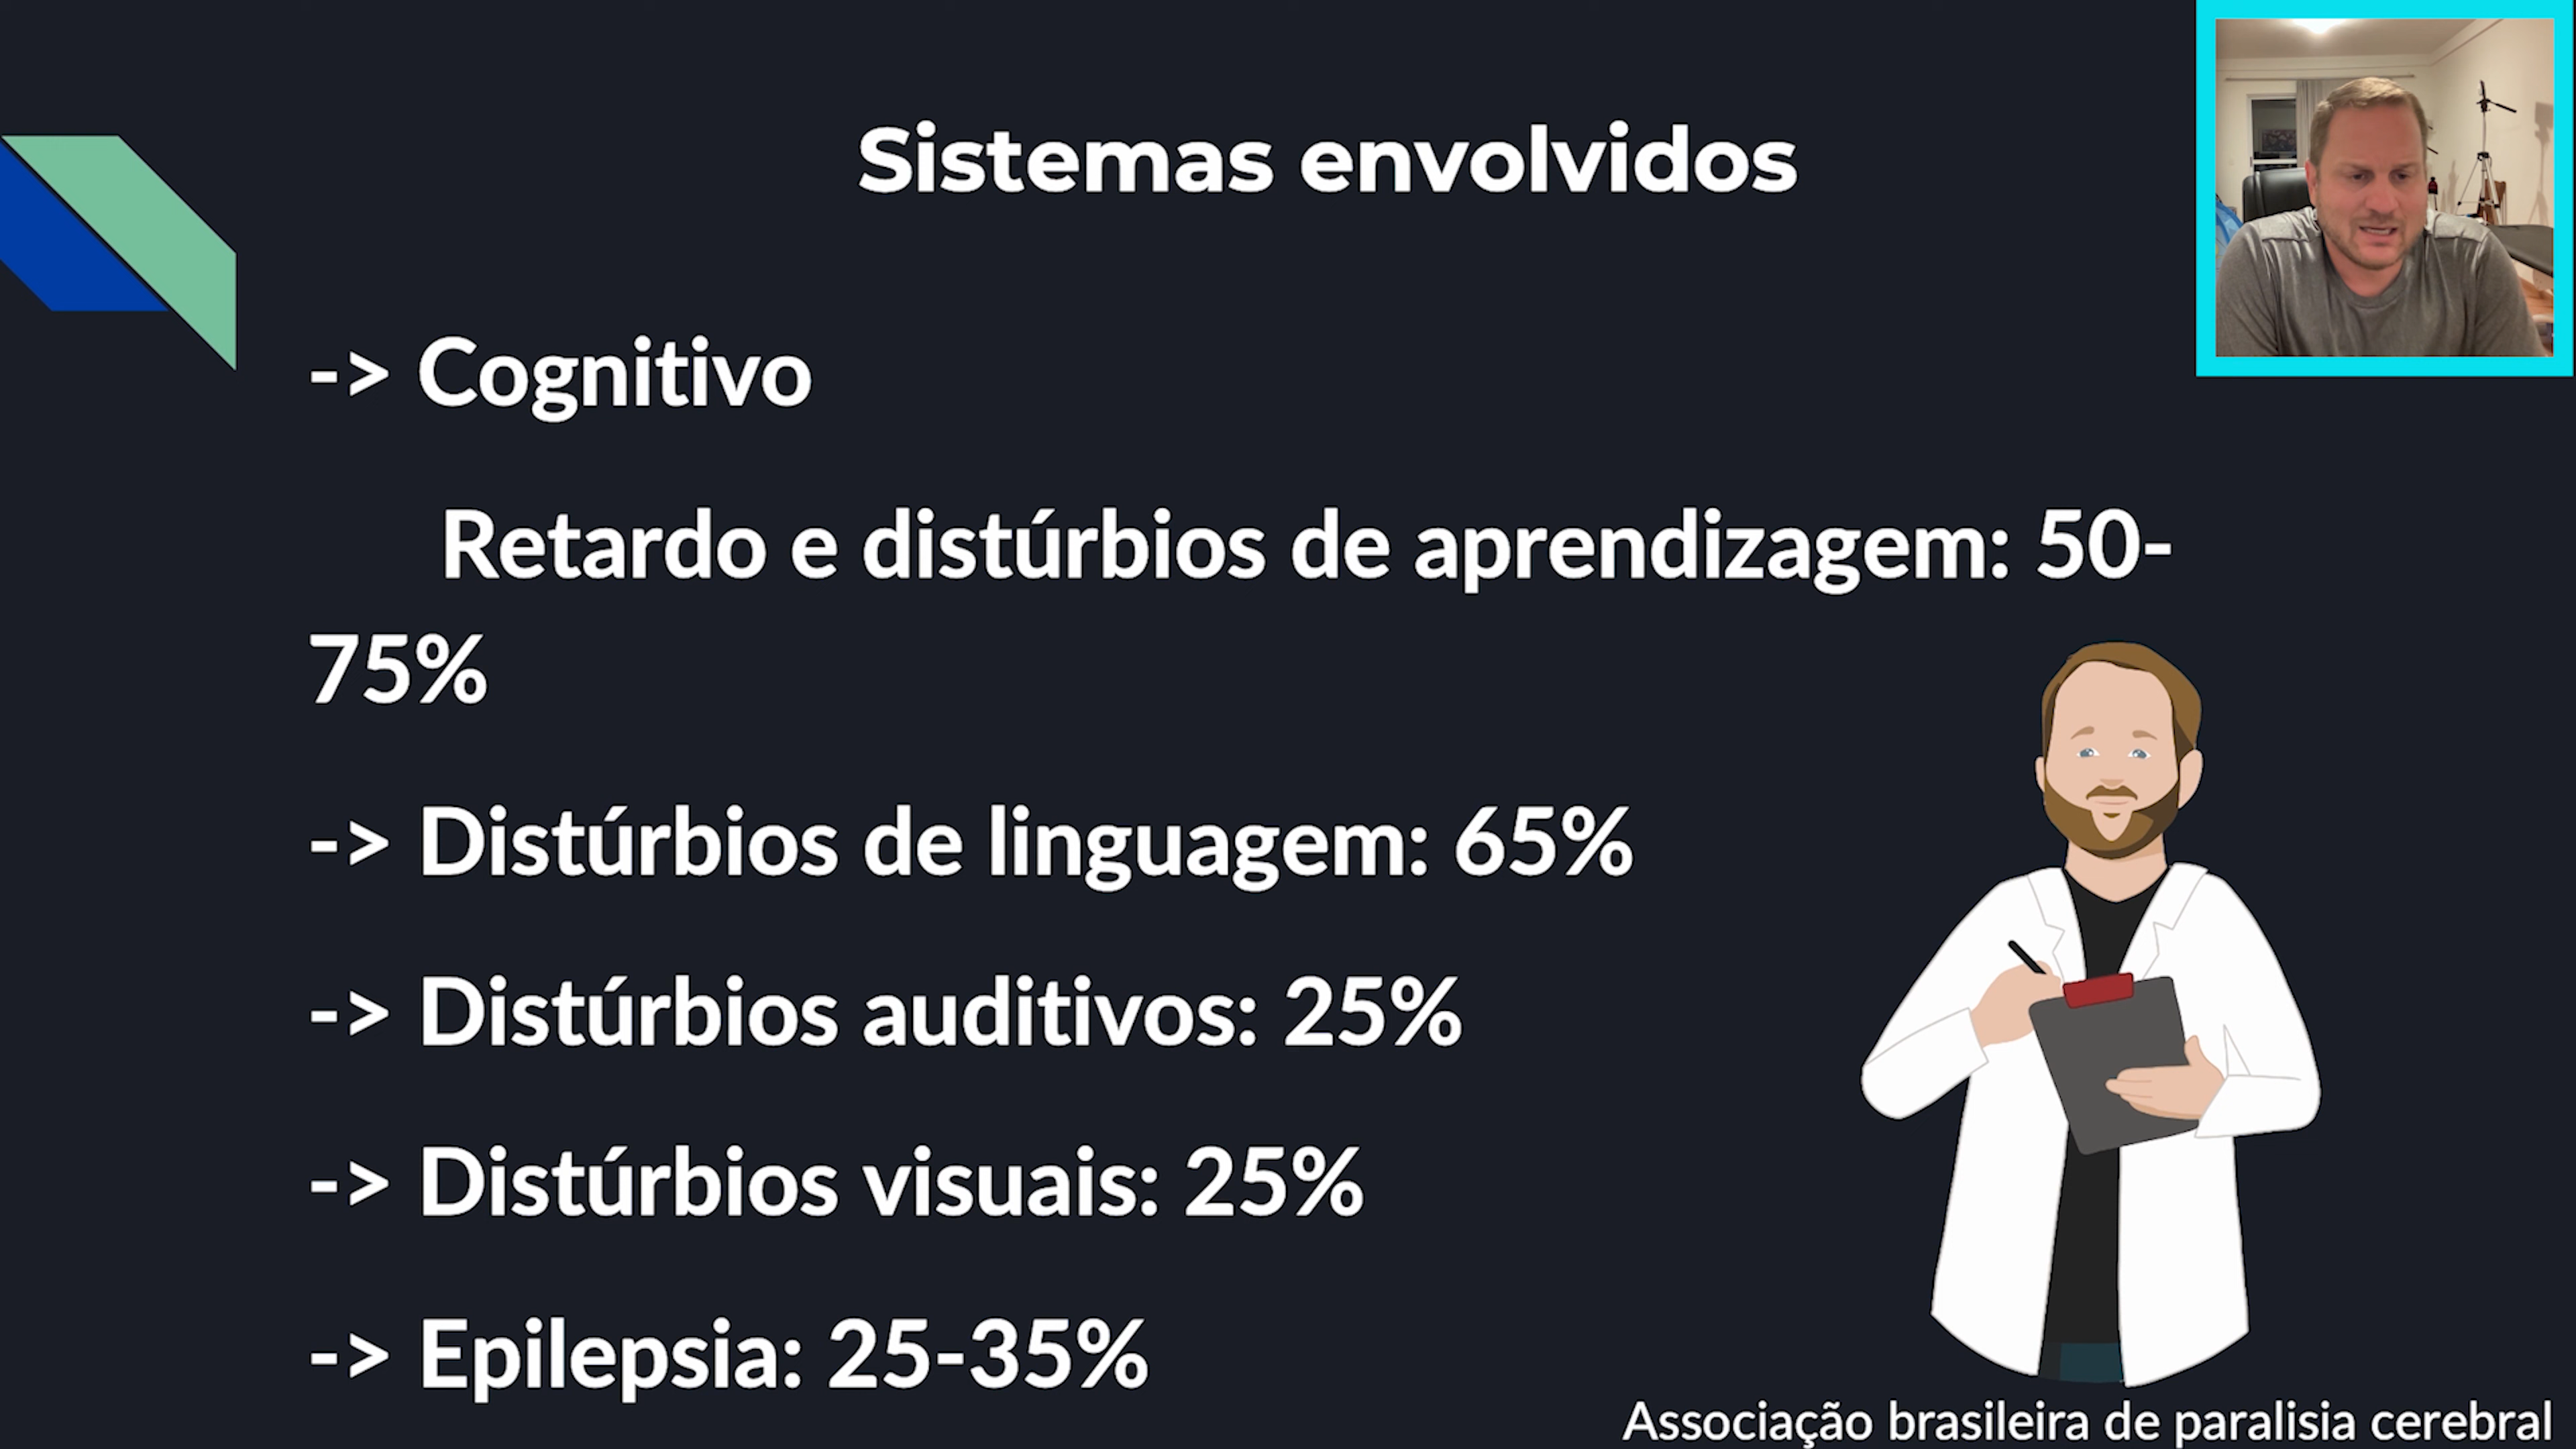 Sistemas envolvidos
-> Cognitivo
Retardo e distúrbios de aprendizagem: 50-
75%
-> Distúrbios de linguagem: 65%
-> Distúrbios auditivos: 25%
-> Distúrbios visuais: 25%
-> Epilepsia: 25-35%
Associação brasileira de paralisia cerebral